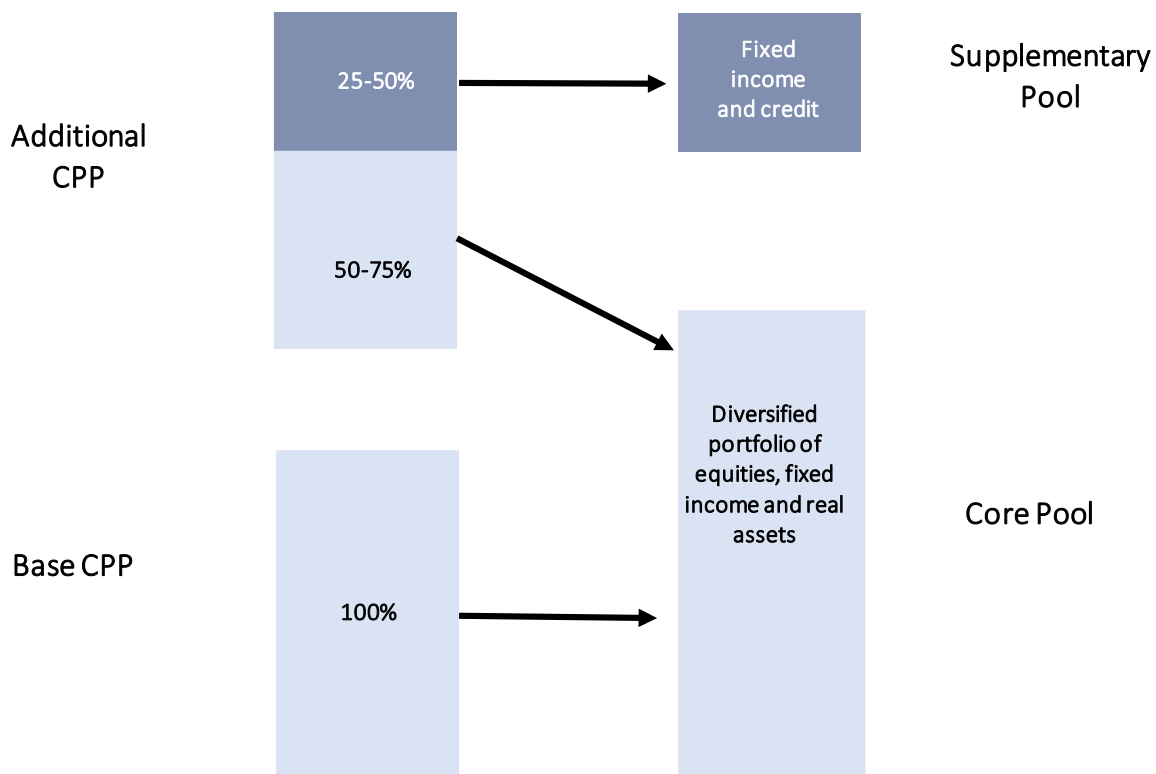 Additional
CPP
25-50%
50-75%
Fixed
income
and credit
Supplementary
Pool
Base CPP
100%
Diversified
portfolio of
equities, fixed
income and real
assets
Core Pool